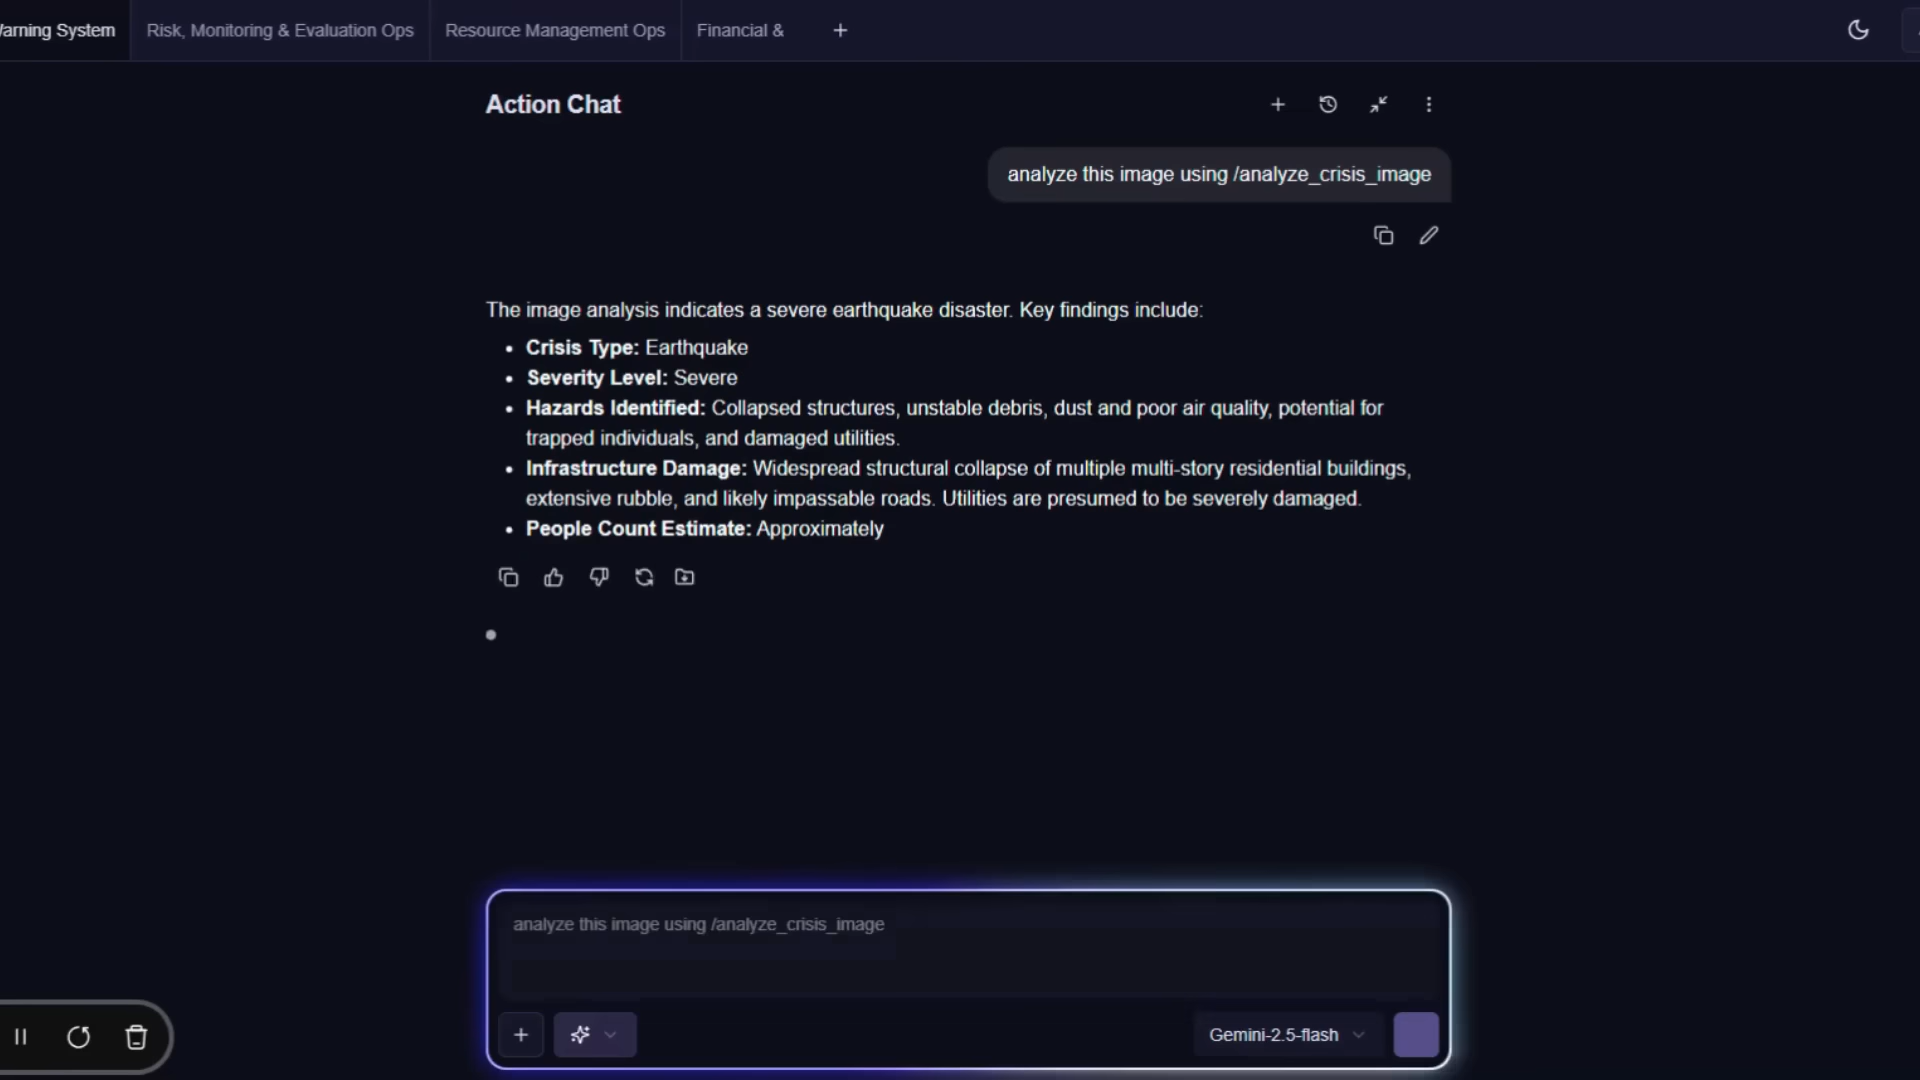 arning System
Risk, Monitoring & Evaluation Ops
Resource Management Ops
Financial &
Action Chat
analyze this image using /analyze_crisis_image
The image analysis indicates a severe earthquake disaster. Key findings include:
• Crisis Type: Earthquake
• Severity Level: Severe
• Hazards Identified: Collapsed structures, unstable debris, dust and poor air quality, potential for
trapped individuals, and damaged utilities.
• Infrastructure Damage: Widespread structural collapse of multiple multi-story residential buildings,
extensive rubble, and likely impassable roads. Utilities are presumed to be severely damaged.
• People Count Estimate: Approximately
analyze this image using /analyze_crisis_image
Gemini-2.5-flash